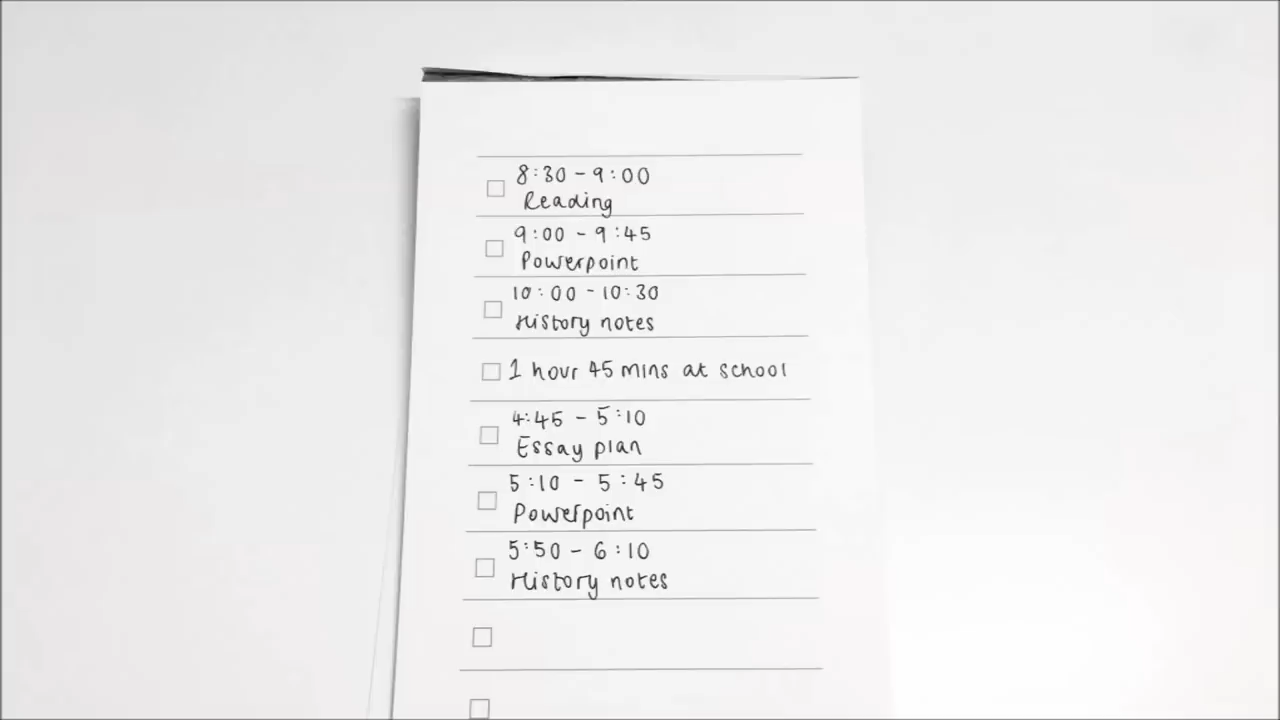 8:30 - 9:00
Reading
9:00 - 9:45
Powerpoint
10:00 - 10:30
History notes
1 hour 45 mins at school
4:45 - 5:10
Essay plan
5:10 - 5:45
Powerpoint
5:50 - 6:10
History notes